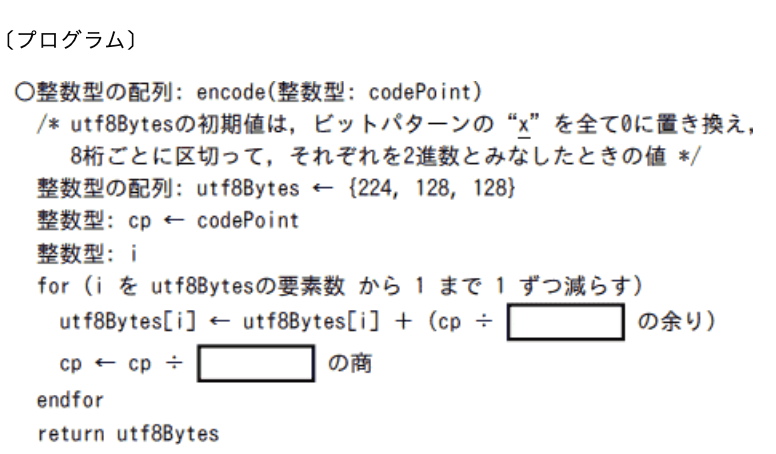 〔プログラム〕
〇整数型の配列: encode(整数型: codePoint)
/* utf8Bytesの初期値は，ビットパターンの“x”を全て0に置き換え，
8桁ごとに区切って，それぞれを2進数とみなしたときの値 */
整数型の配列: utf8Bytes ← {224, 128, 128}
整数型: cp ← codePoint
整数型: i
for (i を utf8Bytesの要素数 から 1 まで 1 ずつ減らす)
utf8Bytes[i] ← utf8Bytes[i] + (cp ÷ の余り)
cp ← cp ÷ の商
endfor
return utf8Bytes